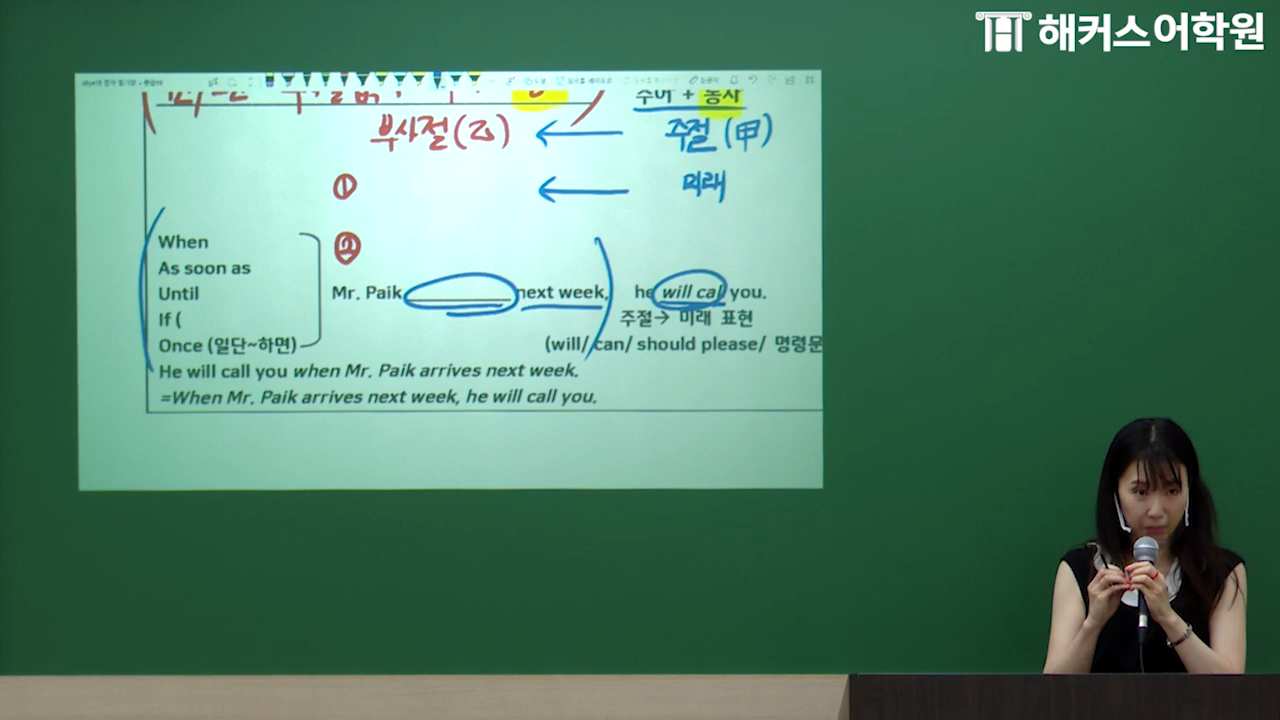 해커스어학원
주어 + 동사
부사절(乙) ← 주절(甲)
① ← 미래
When
②
As soon as
Until
Mr. Paik __________ next week, he will cal you.
If (
주절→ 미래 표현
Once (일단~하면)
(will/ can/ should please/ 명령문
He will call you when Mr. Paik arrives next week.
=When Mr. Paik arrives next week, he will call you.